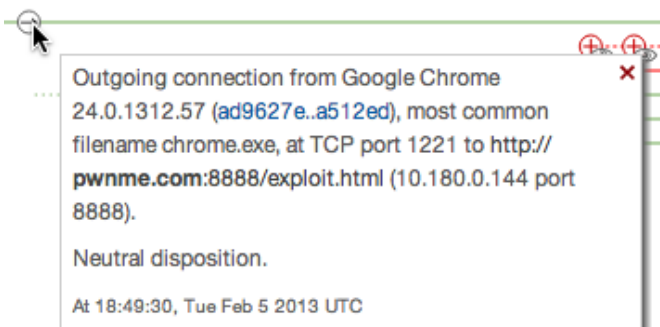 Outgoing connection from Google Chrome
24.0.1312.57 (ad9627e..a512ed), most common
filename chrome.exe, at TCP port 1221 to http://
pwnme.com:8888/exploit.html (10.180.0.144 port
8888).
Neutral disposition.
At 18:49:30, Tue Feb 5 2013 UTC